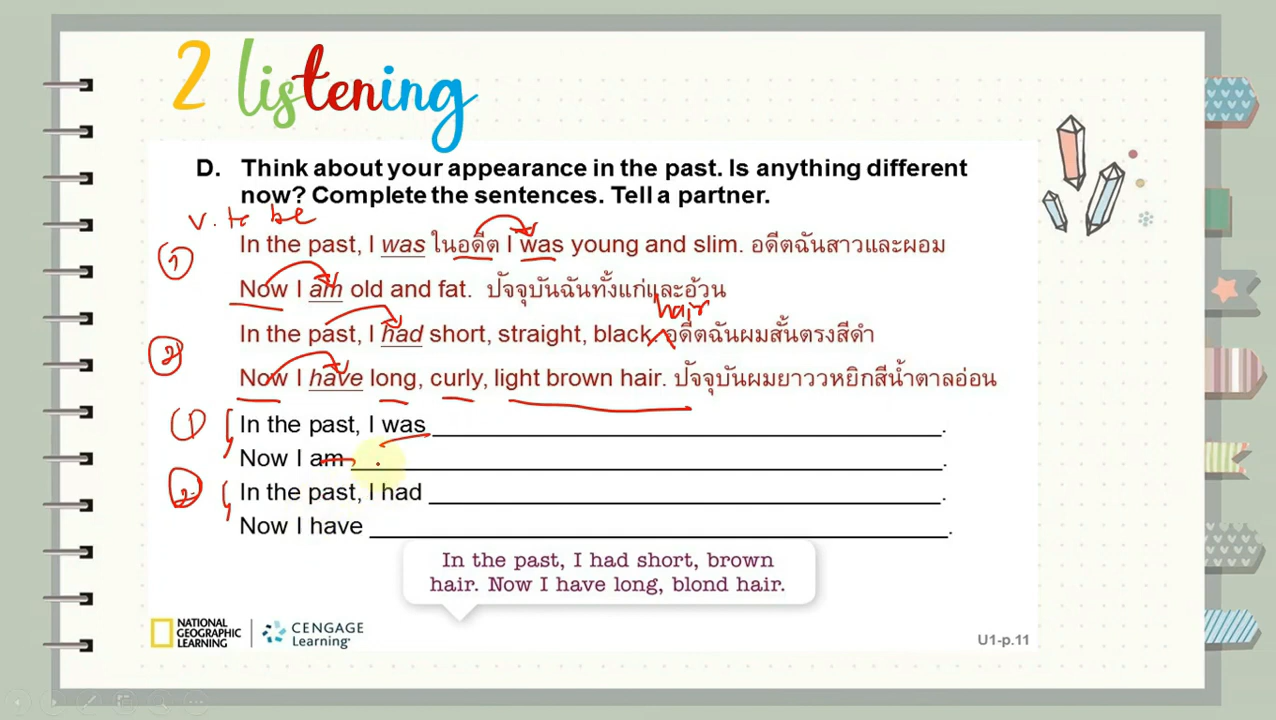 2 listening
D. Think about your appearance in the past. Is anything different
now? Complete the sentences. Tell a partner.
v. to be
1 In the past, I was ในอดีต I was young and slim. อดีตฉันสาวและผอม
Now I am old and fat. ปัจจุบันฉันทั้งแก่และอ้วน
hair
2 In the past, I had short, straight, black. อดีตฉันผมสั้นตรงสีดำ
Now I have long, curly, light brown hair. ปัจจุบันผมยาววหยิกสีน้ำตาลอ่อน
1 In the past, I was ____.
Now I am ____.
2. In the past, I had ____.
Now I have ____.
In the past, I had short, brown
hair. Now I have long, blond hair.
NATIONAL
GEOGRAPHIC
LEARNING
CENGAGE
Learning
U1-p.11